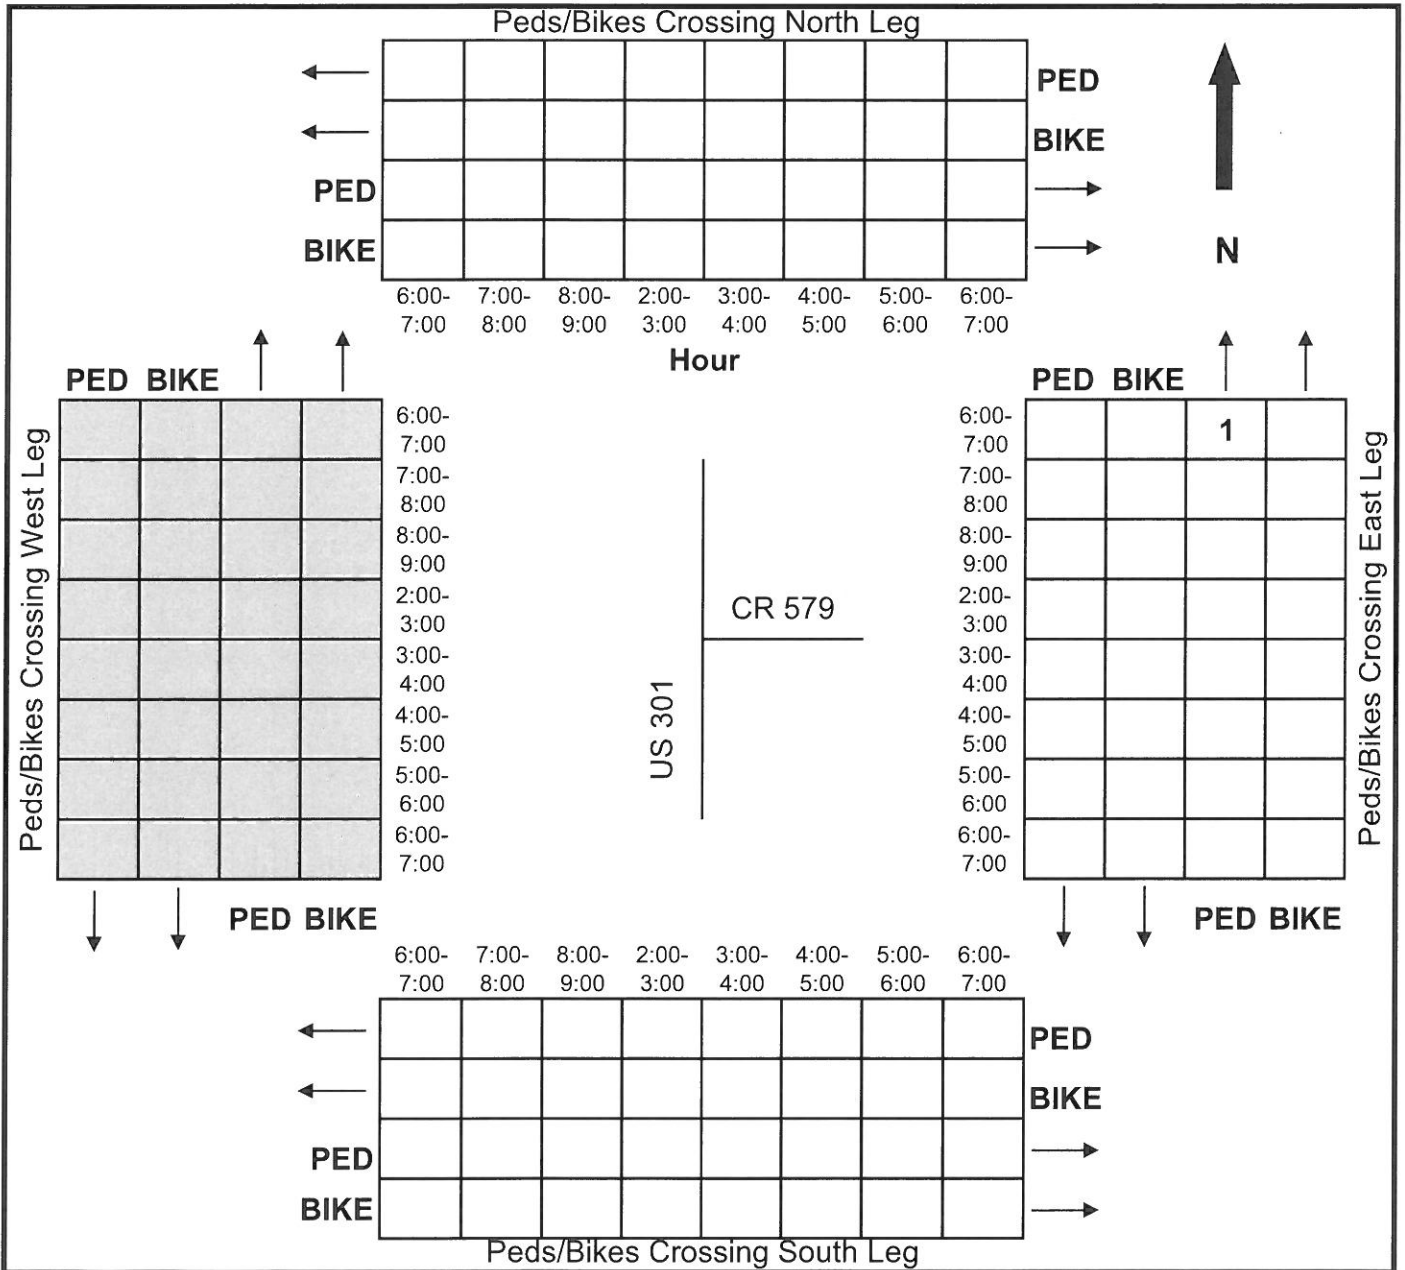 Peds/Bikes Crossing North Leg
PED
BIKE
PED
BIKE
N
6:00- 7:00- 8:00- 2:00- 3:00- 4:00- 5:00- 6:00-
7:00 8:00 9:00 3:00 4:00 5:00 6:00 7:00
Hour
PED BIKE
PED BIKE
Peds/Bikes Crossing West Leg
6:00-
7:00
7:00-
8:00
8:00-
9:00
2:00-
3:00
3:00-
4:00
4:00-
5:00
5:00-
6:00
6:00-
7:00
PED BIKE
CR 579
US 301
6:00-
7:00
7:00-
8:00
8:00-
9:00
2:00-
3:00
3:00-
4:00
4:00-
5:00
5:00-
6:00
6:00-
7:00
1
Peds/Bikes Crossing East Leg
PED BIKE
6:00- 7:00- 8:00- 2:00- 3:00- 4:00- 5:00- 6:00-
7:00 8:00 9:00 3:00 4:00 5:00 6:00 7:00
PED
BIKE
PED
BIKE
Peds/Bikes Crossing South Leg